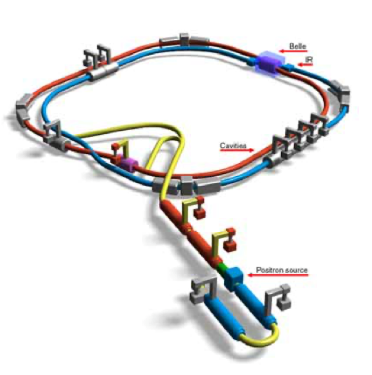 Belle
IR
Cavities
Positron source